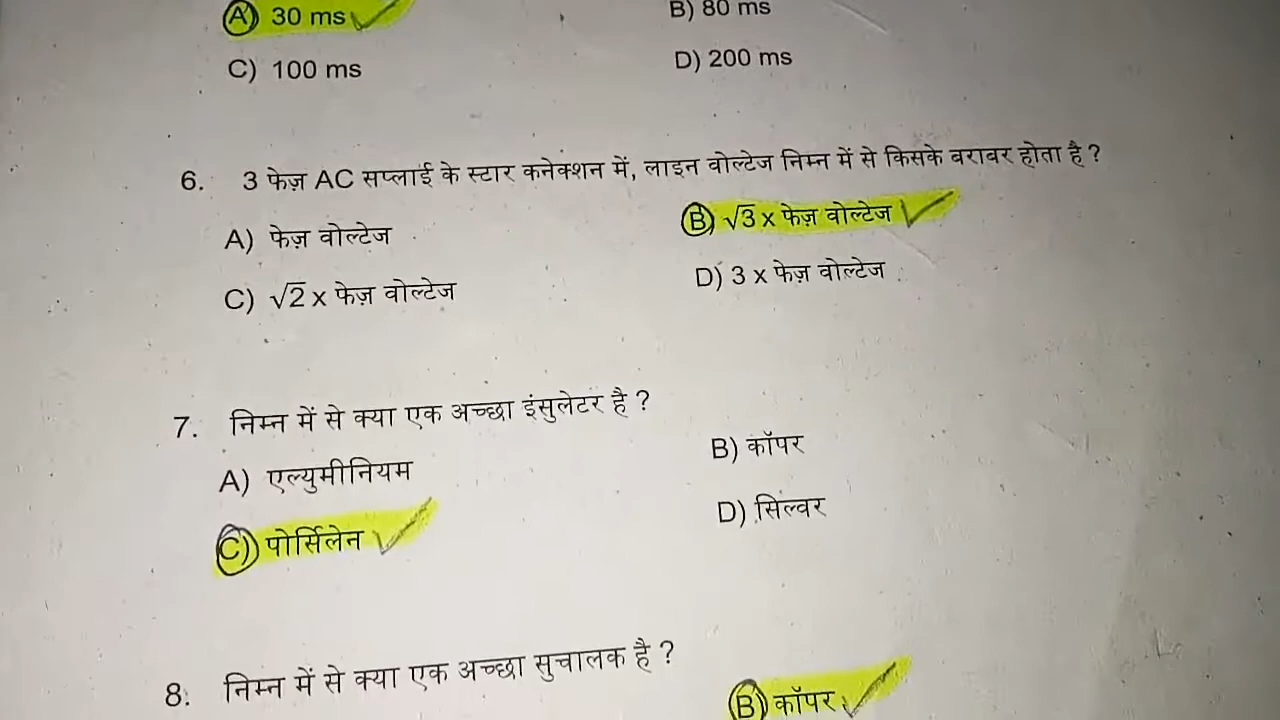 A) 30 ms
B) 80 ms
C) 100 ms
D) 200 ms
6. 3 फेज़ AC सप्लाई के स्टार कनेक्शन में, लाइन वोल्टेज निम्न में से किसके बराबर होता है ?
A) फेज़ वोल्टेज
B) √3 x फेज़ वोल्टेज
C) √2 x फेज़ वोल्टेज
D) 3 x फेज़ वोल्टेज
7. निम्न में से क्या एक अच्छा इंसुलेटर है ?
A) एल्युमीनियम
B) कॉपर
C) पोर्सिलेन
D) सिल्वर
8. निम्न में से क्या एक अच्छा सुचालक है ?
B) कॉपर